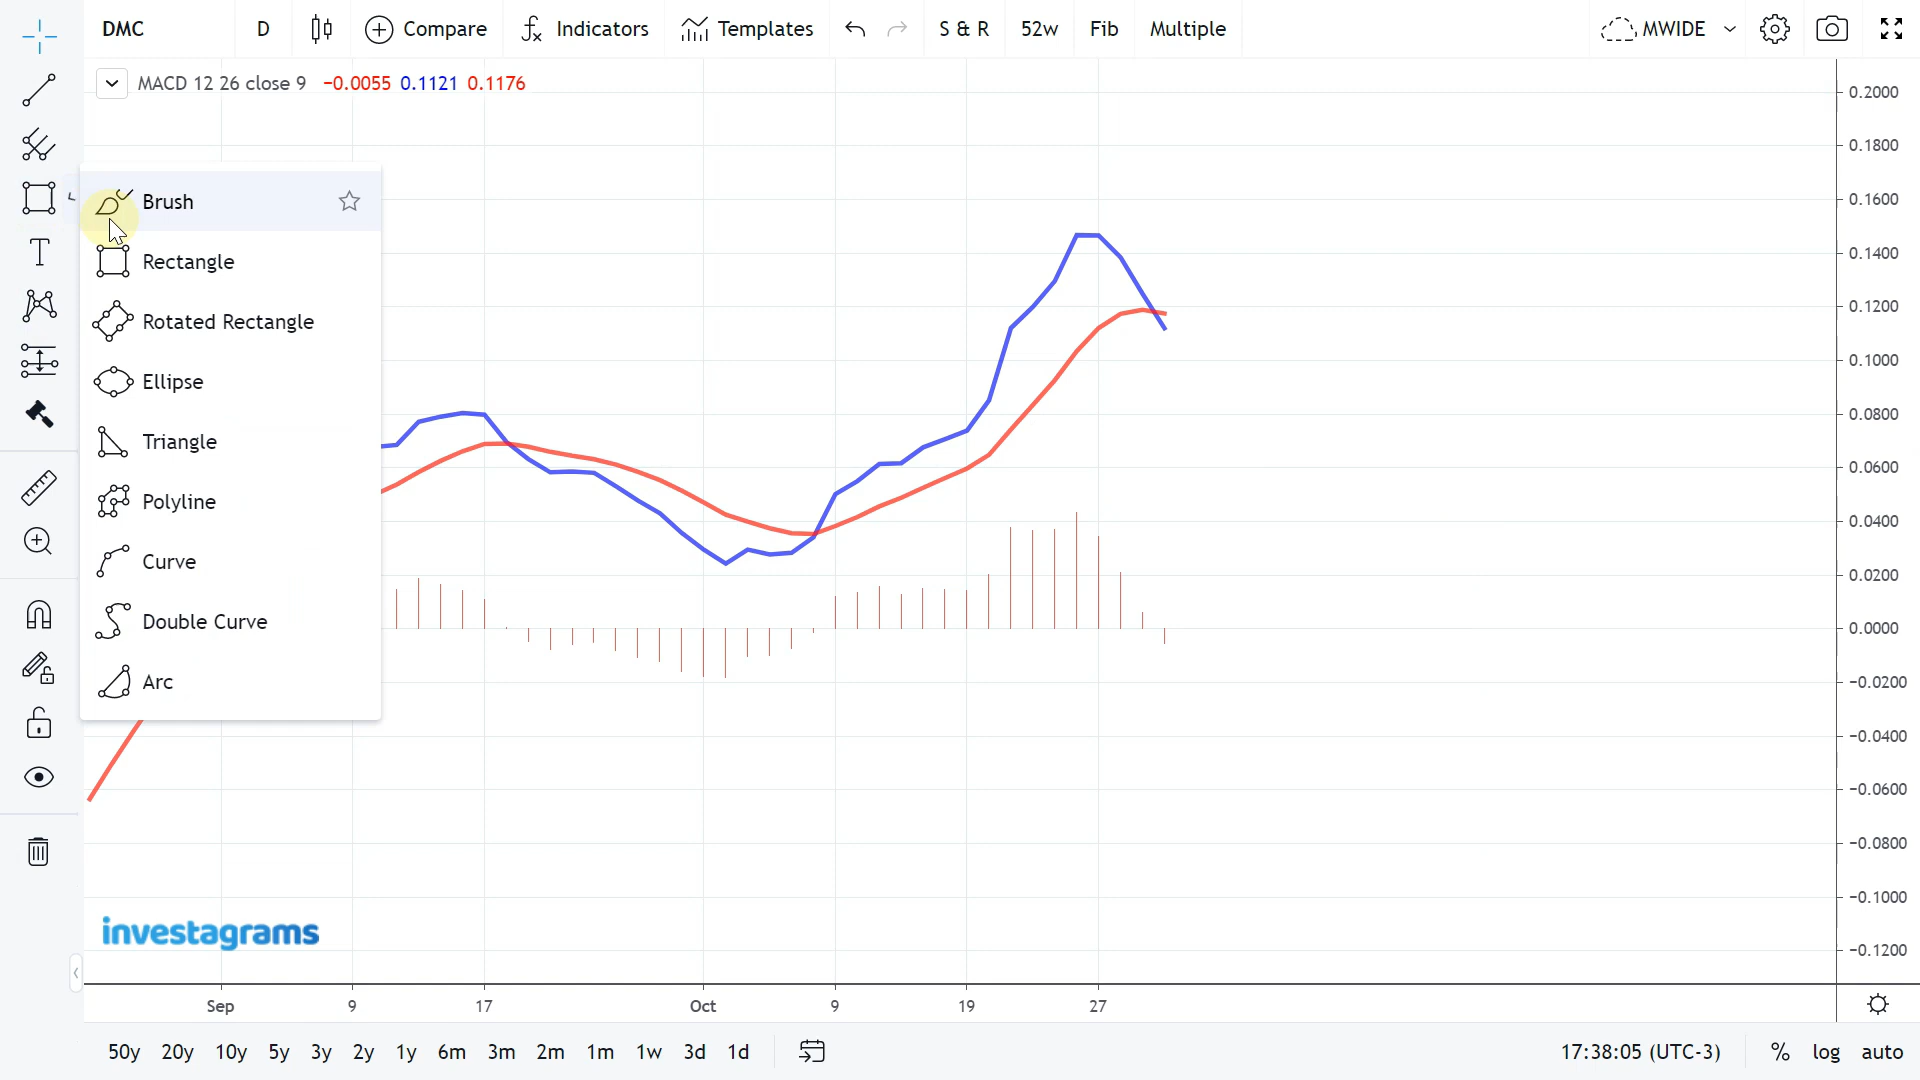 DMC D Compare Indicators Templates S & R 52w Fib Multiple MWIDE
MACD 12 26 close 9 −0.0055 0.1121 0.1176
Brush
Rectangle
Rotated Rectangle
Ellipse
Triangle
Polyline
Curve
Double Curve
Arc
0.2000
0.1800
0.1600
0.1400
0.1200
0.1000
0.0800
0.0600
0.0400
0.0200
0.0000
−0.0200
−0.0400
−0.0600
−0.0800
−0.1000
−0.1200
investagrams
Sep 9 17 Oct 9 19 27
50y 20y 10y 5y 3y 2y 1y 6m 3m 2m 1m 1w 3d 1d 17:38:05 (UTC-3) % log auto